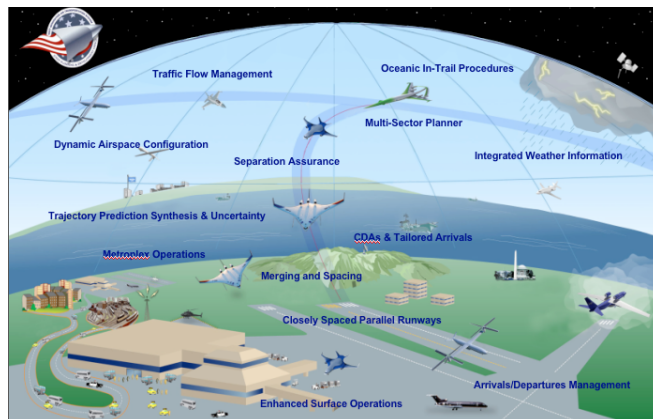 Oceanic In-Trail Procedures
Traffic Flow Management
Multi-Sector Planner
Dynamic Airspace Configuration
Separation Assurance
Integrated Weather Information
Trajectory Prediction Synthesis & Uncertainty
CDAs & Tailored Arrivals
Metroplex Operations
Merging and Spacing
Closely Spaced Parallel Runways
Arrivals/Departures Management
Enhanced Surface Operations